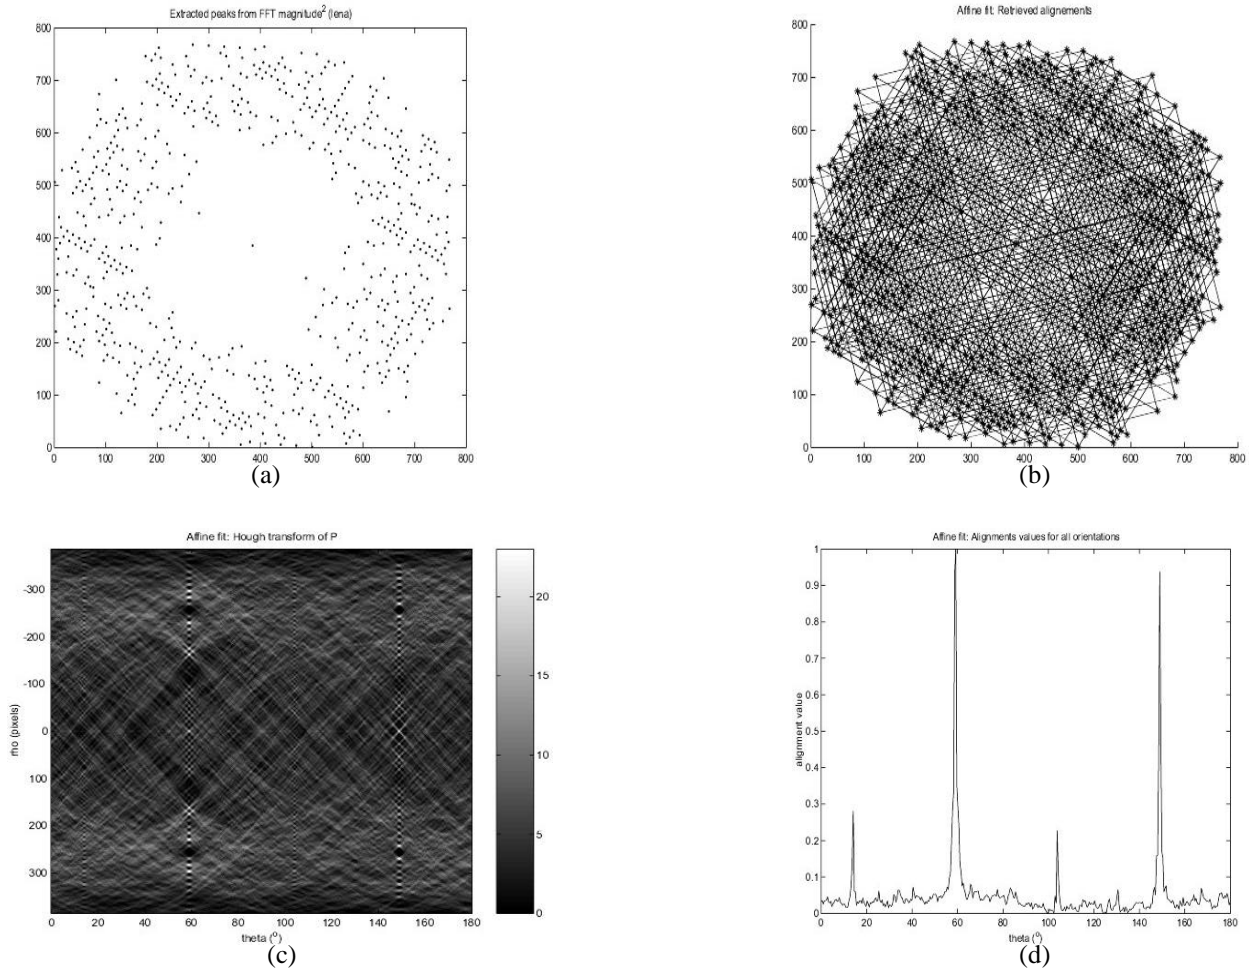 Extracted peaks from FFT magnitude² (lena)
800
700
600
500
400
300
200
100
0
0 100 200 300 400 500 600 700 800
(a)
Affine fit: Retrieved alignements
800
700
600
500
400
300
200
100
0
0 100 200 300 400 500 600 700 800
(b)
Affine fit: Hough transform of P
rho (pixels)
-300
-200
-100
0
100
200
300
0 20 40 60 80 100 120 140 160 180
theta (o)
20
15
10
5
0
(c)
Affine fit: Alignments values for all orientations
alignment value
1
0.9
0.8
0.7
0.6
0.5
0.4
0.3
0.2
0.1
0
0 20 40 60 80 100 120 140 160 180
theta (o)
(d)